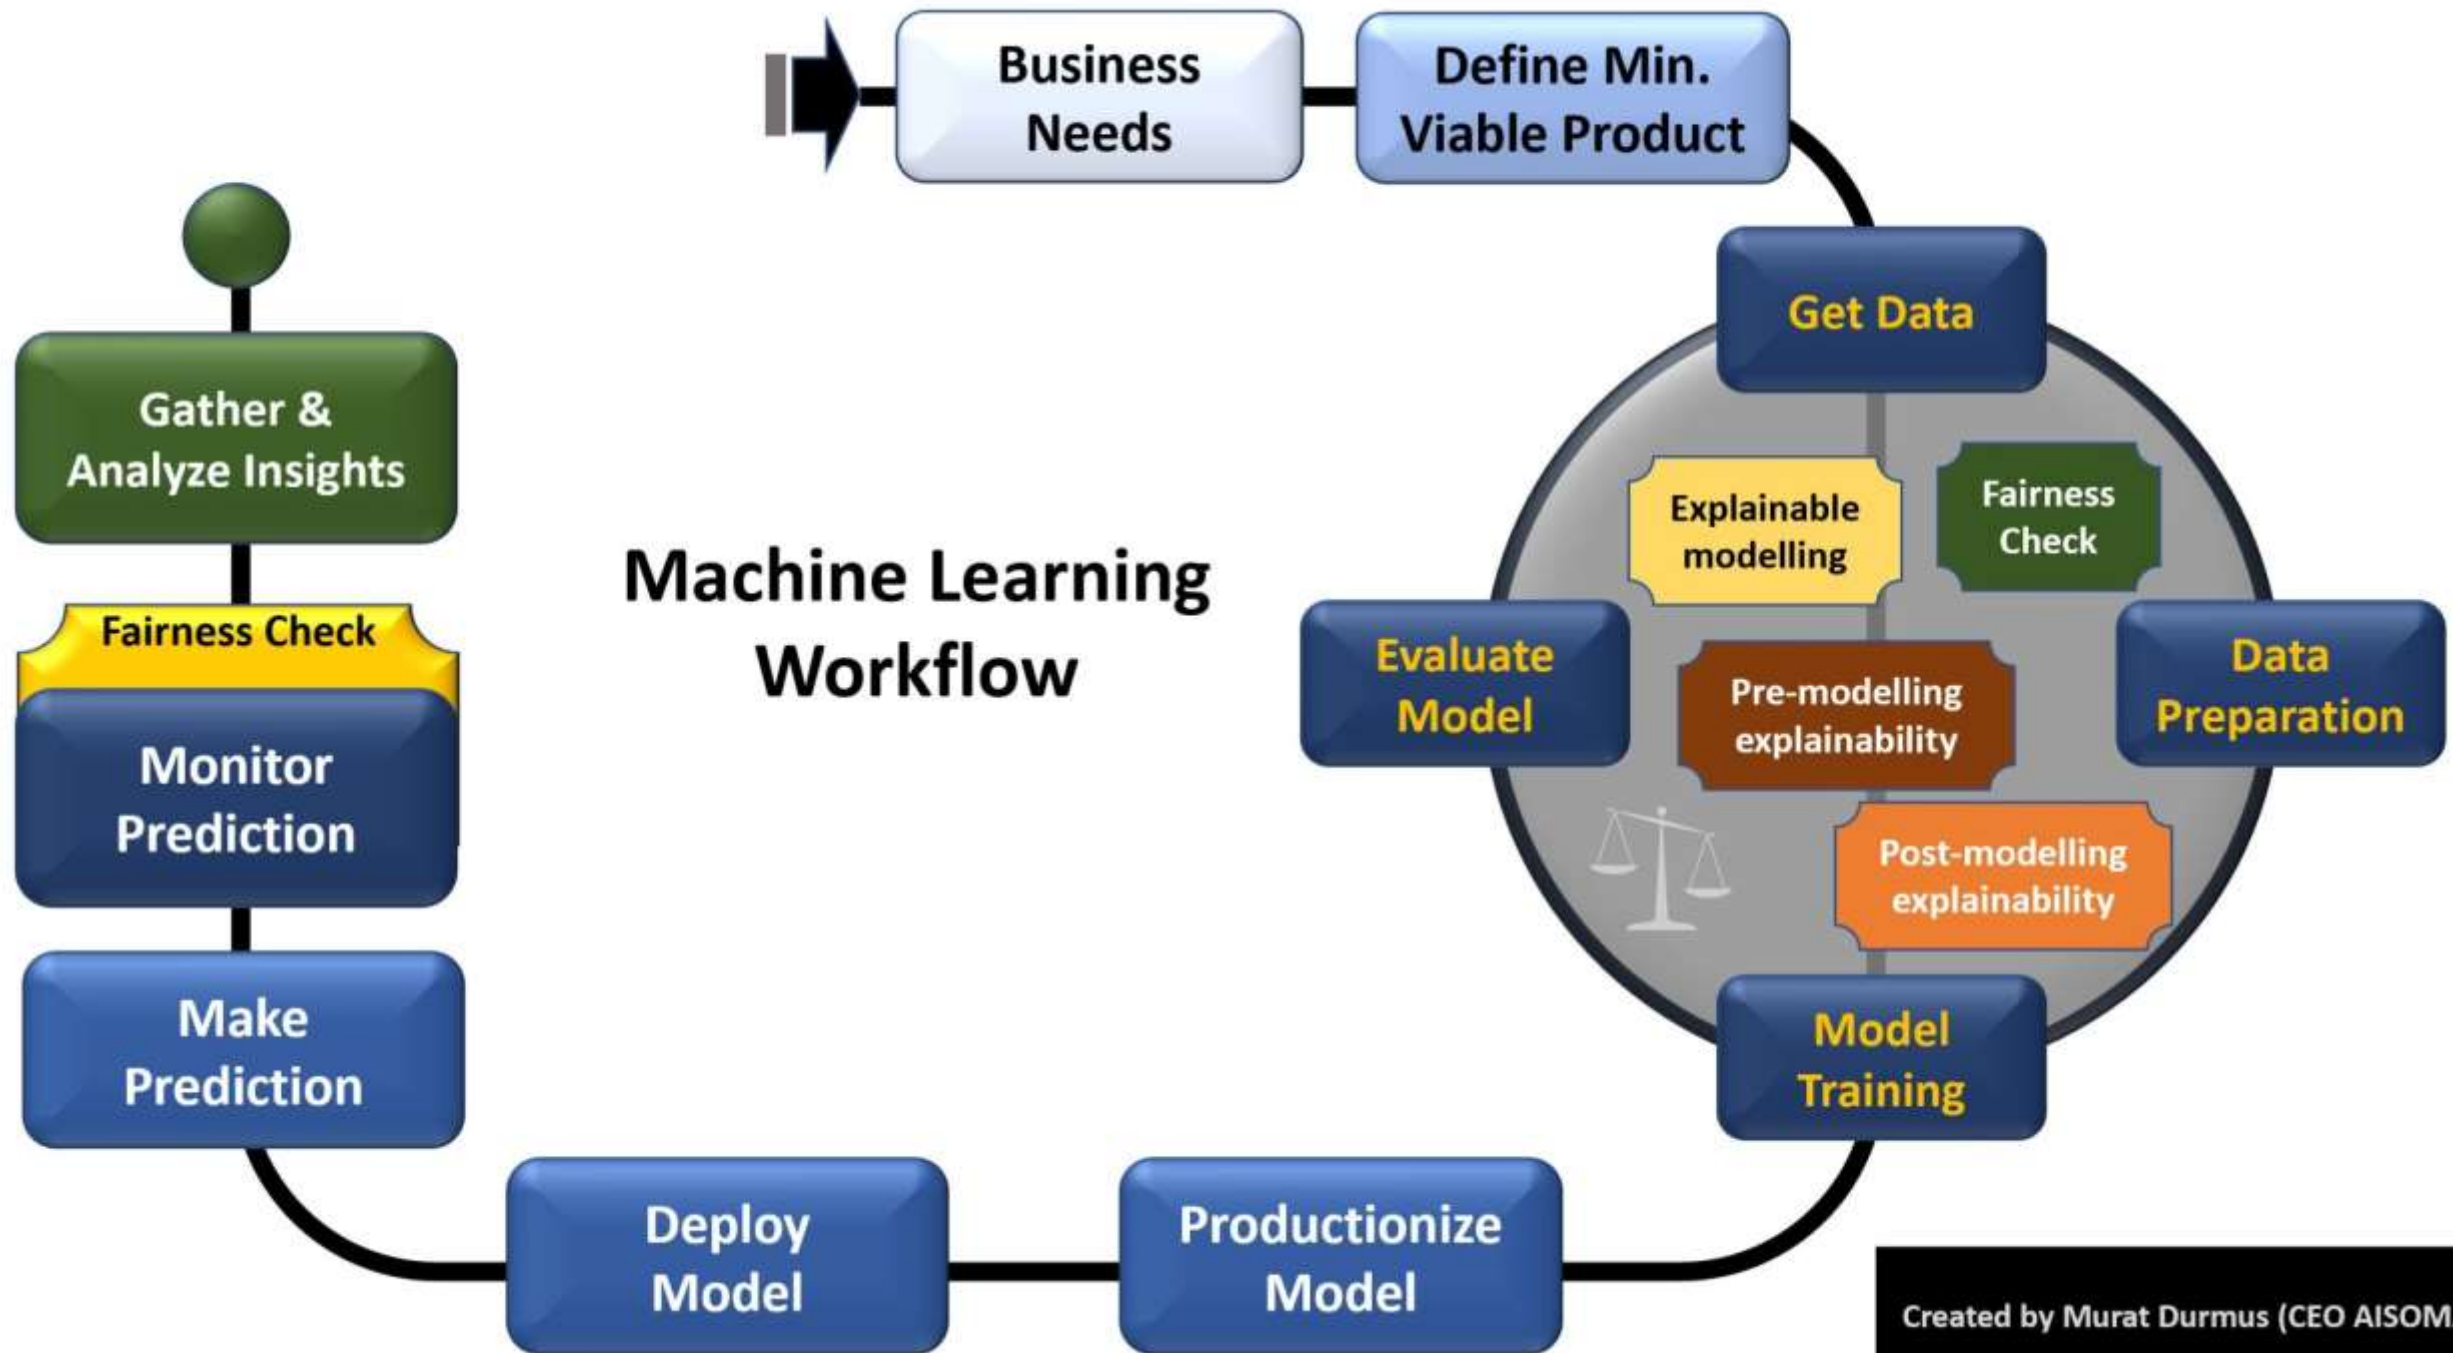 Business
Needs
Define Min.
Viable Product
Get Data
Explainable
modelling
Fairness
Check
Evaluate
Model
Pre-modelling
explainability
Data
Preparation
Post-modelling
explainability
Model
Training
Productionize
Model
Deploy
Model
Make
Prediction
Monitor
Prediction
Fairness Check
Gather &
Analyze Insights
Machine Learning
Workflow
Created by Murat Durmus (CEO AISOM